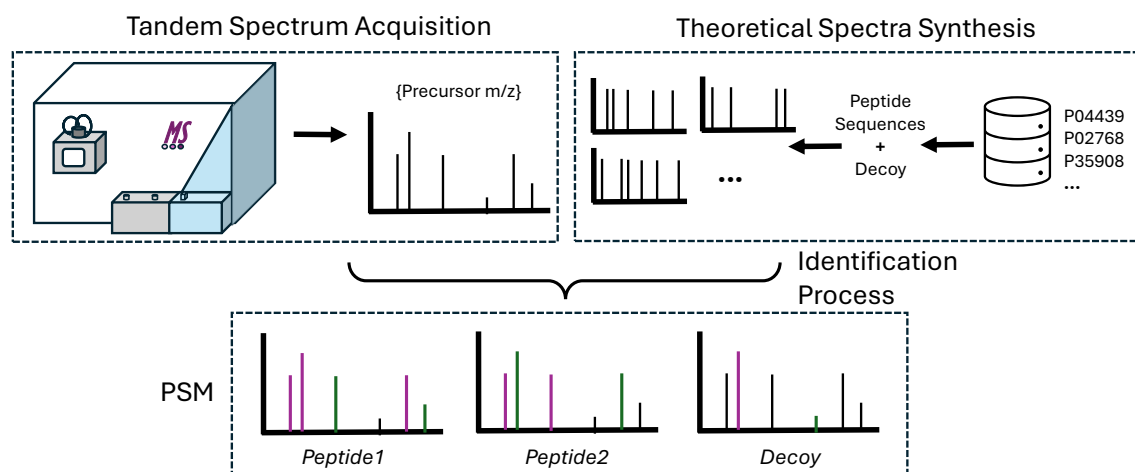 Tandem Spectrum Acquisition
Theoretical Spectra Synthesis
{Precursor m/z}
MS
Peptide
Sequences
+
Decoy
P04439
P02768
P35908
...
...
Identification
Process
PSM
Peptide1
Peptide2
Decoy